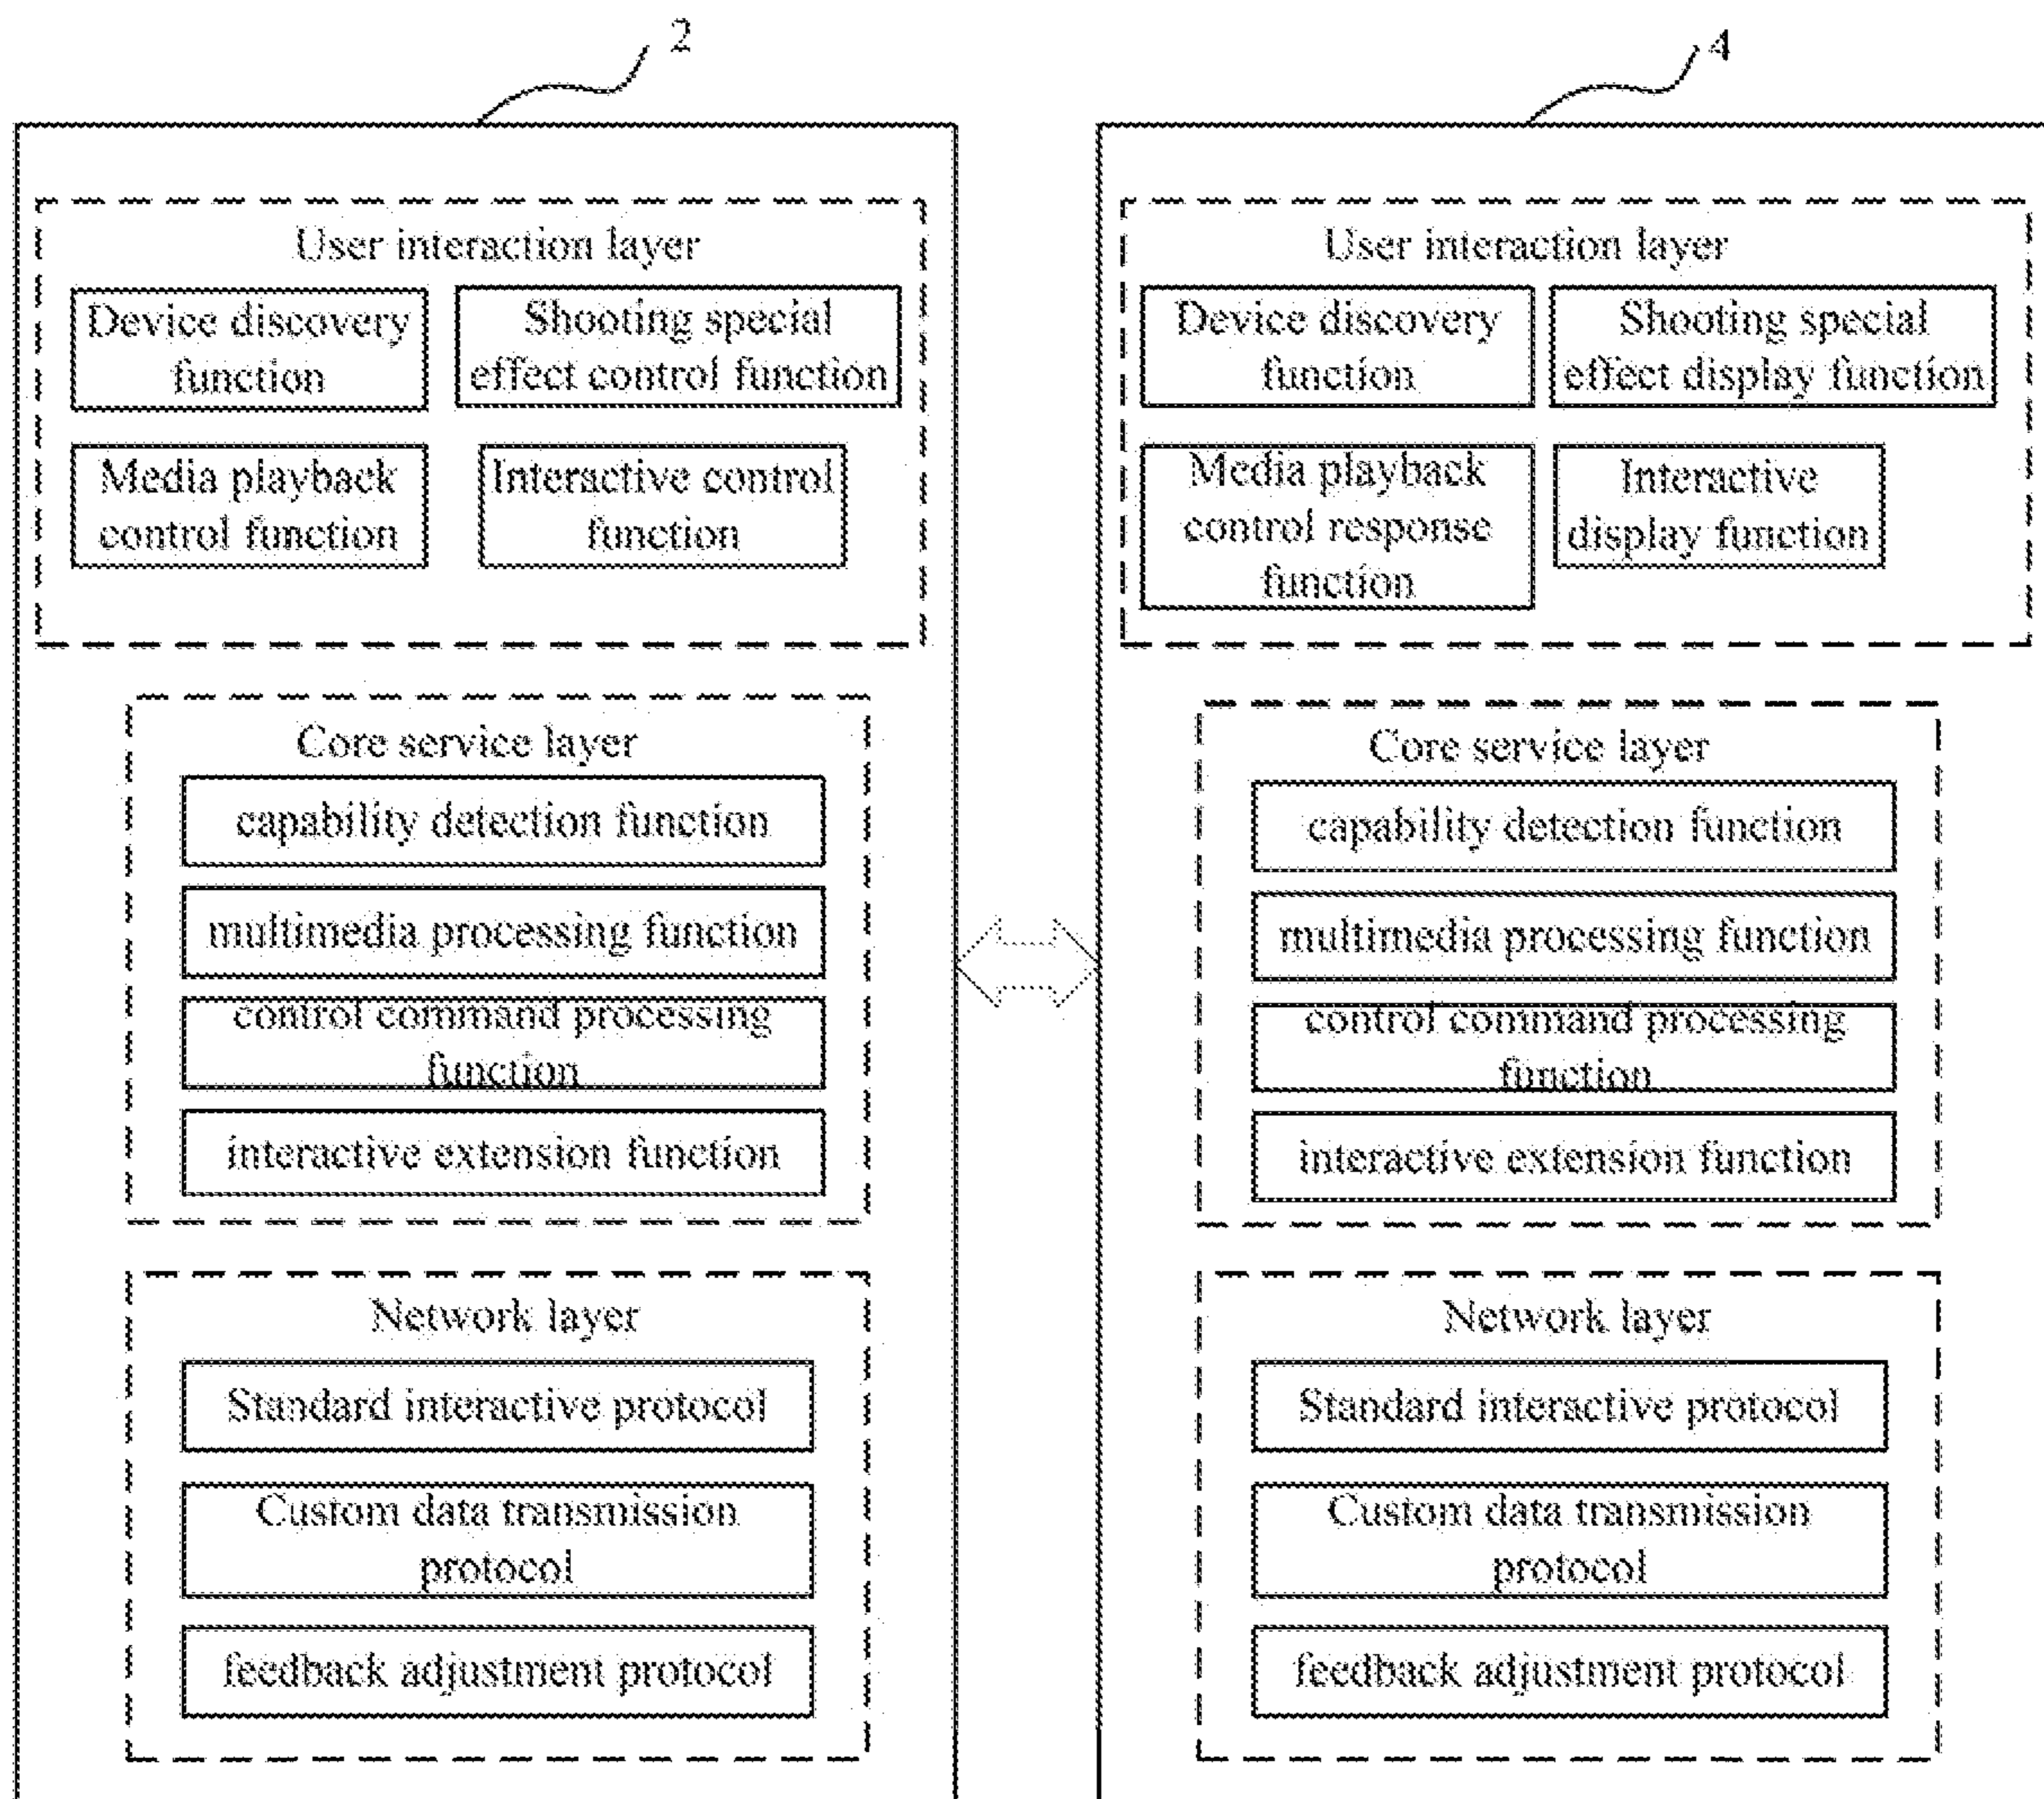 2
User interaction layer
Device discovery
function
Shooting special
effect control function
Media playback
control function
Interactive control
function
Core service layer
capability detection function
multimedia processing function
control command processing
function
interactive extension function
Network layer
Standard interactive protocol
Custom data transmission
protocol
feedback adjustment protocol
4
User interaction layer
Device discovery
function
Shooting special
effect display function
Media playback
control response
function
Interactive
display function
Core service layer
capability detection function
multimedia processing function
control command processing
function
interactive extension function
Network layer
Standard interactive protocol
Custom data transmission
protocol
feedback adjustment protocol